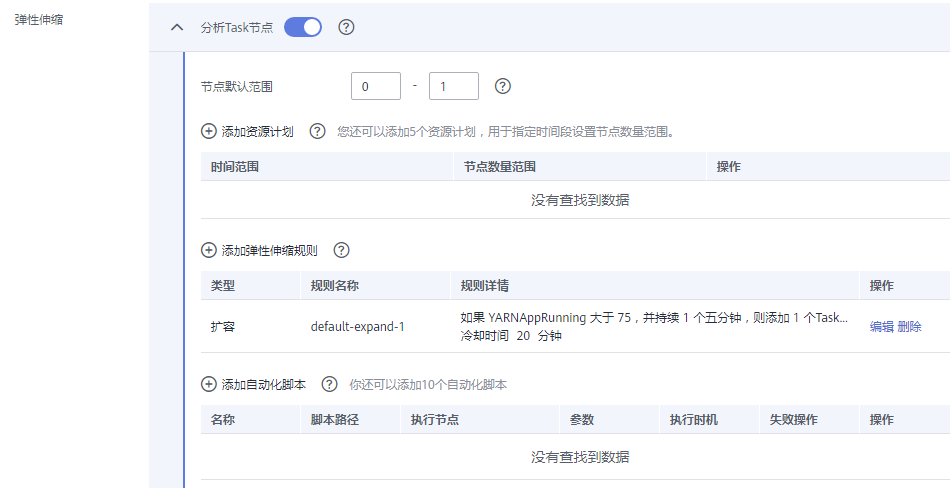 弹性伸缩
分析Task节点
节点默认范围 0 - 1
添加资源计划 您还可以添加5个资源计划，用于指定时间段设置节点数量范围。
时间范围 节点数量范围 操作
没有查找到数据
添加弹性伸缩规则
类型 规则名称 规则详情 操作
扩容 default-expand-1 如果 YARNAppRunning 大于 75，并持续 1 个五分钟，则添加 1 个Task... 编辑 删除
冷却时间 20 分钟
添加自动化脚本 你还可以添加10个自动化脚本
名称 脚本路径 执行节点 参数 执行时机 失败操作 操作
没有查找到数据